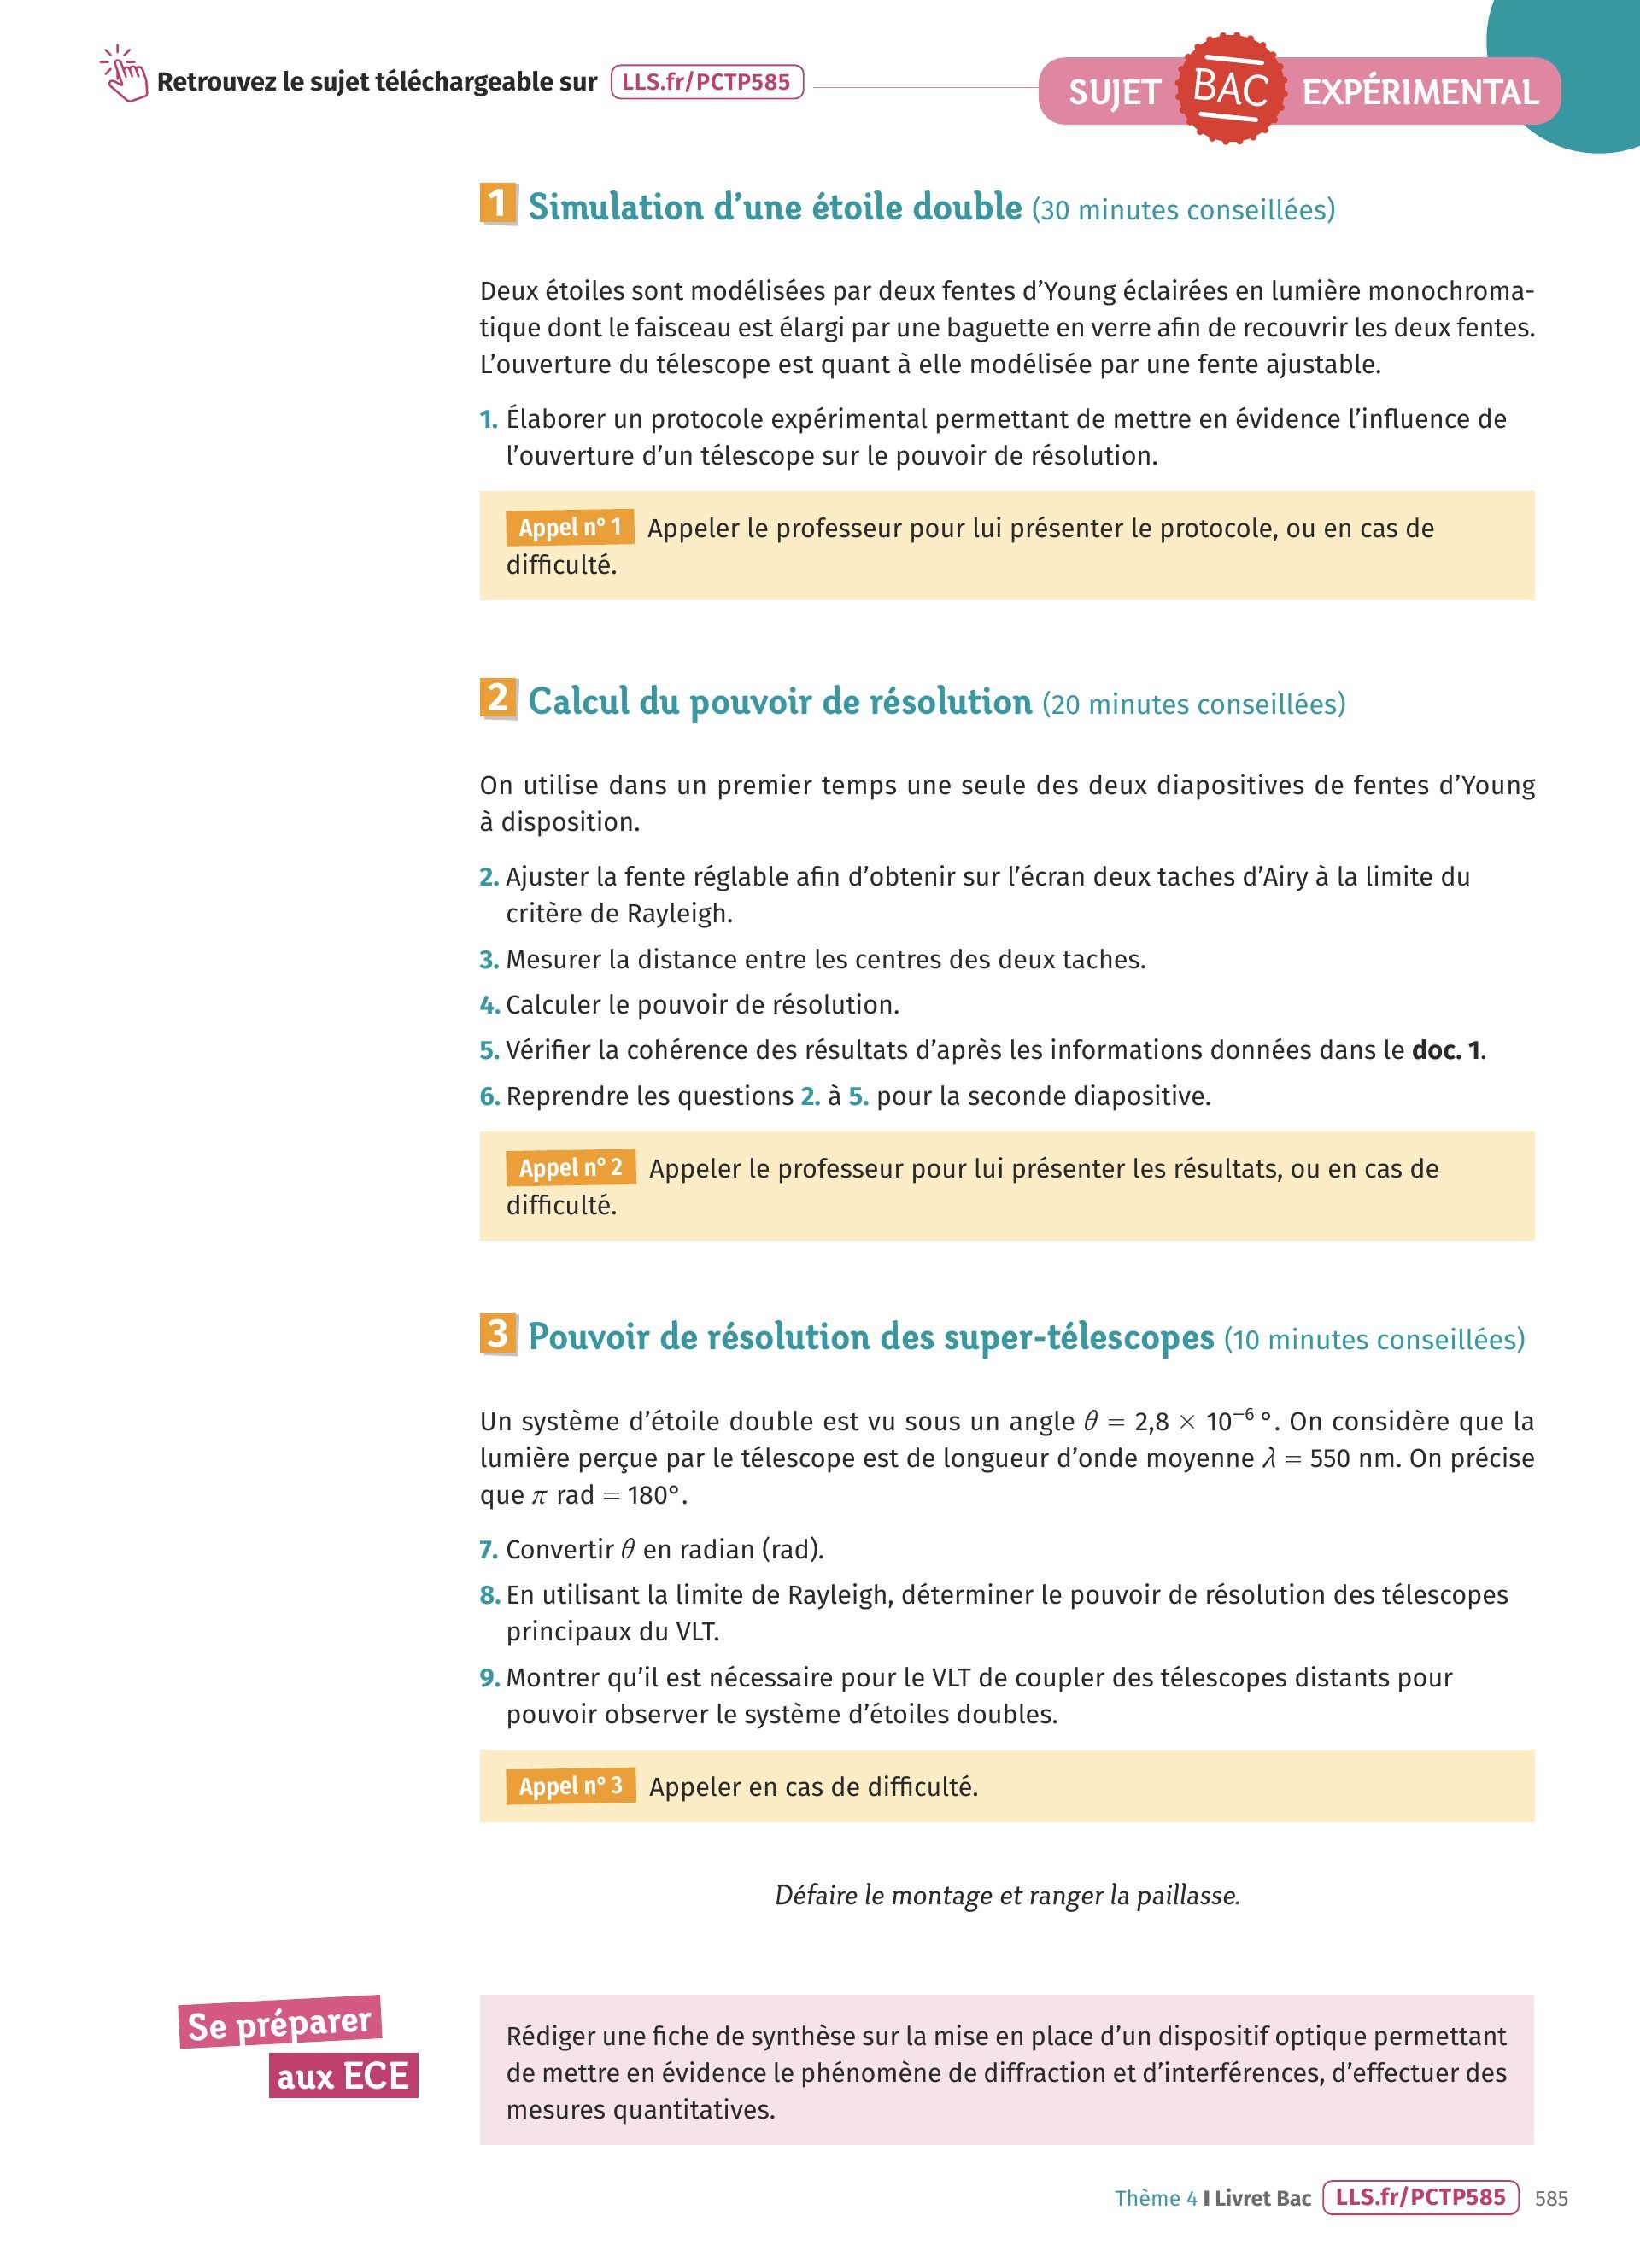 Retrouvez le sujet téléchargeable sur LLS.fr/PCTP585
SUJET BAC EXPÉRIMENTAL
1 Simulation d'une étoile double (30 minutes conseillées)
Deux étoiles sont modélisées par deux fentes d'Young éclairées en lumière monochroma-
tique dont le faisceau est élargi par une baguette en verre afin de recouvrir les deux fentes.
L'ouverture du télescope est quant à elle modélisée par une fente ajustable.
1. Élaborer un protocole expérimental permettant de mettre en évidence l'influence de
l'ouverture d'un télescope sur le pouvoir de résolution.
Appel n° 1 Appeler le professeur pour lui présenter le protocole, ou en cas de
difficulté.
2 Calcul du pouvoir de résolution (20 minutes conseillées)
On utilise dans un premier temps une seule des deux diapositives de fentes d'Young
à disposition.
2. Ajuster la fente réglable afin d'obtenir sur l'écran deux taches d'Airy à la limite du
critère de Rayleigh.
3. Mesurer la distance entre les centres des deux taches.
4. Calculer le pouvoir de résolution.
5. Vérifier la cohérence des résultats d'après les informations données dans le doc. 1.
6. Reprendre les questions 2. à 5. pour la seconde diapositive.
Appel n° 2 Appeler le professeur pour lui présenter les résultats, ou en cas de
difficulté.
3 Pouvoir de résolution des super-télescopes (10 minutes conseillées)
Un système d'étoile double est vu sous un angle θ = 2,8 × 10⁻⁶ °. On considère que la
lumière perçue par le télescope est de longueur d'onde moyenne λ = 550 nm. On précise
que π rad = 180°.
7. Convertir θ en radian (rad).
8. En utilisant la limite de Rayleigh, déterminer le pouvoir de résolution des télescopes
principaux du VLT.
9. Montrer qu'il est nécessaire pour le VLT de coupler des télescopes distants pour
pouvoir observer le système d'étoiles doubles.
Appel n° 3 Appeler en cas de difficulté.
Défaire le montage et ranger la paillasse.
Se préparer
aux ECE
Rédiger une fiche de synthèse sur la mise en place d'un dispositif optique permettant
de mettre en évidence le phénomène de diffraction et d'interférences, d'effectuer des
mesures quantitatives.
Thème 4 I Livret Bac LLS.fr/PCTP585 585